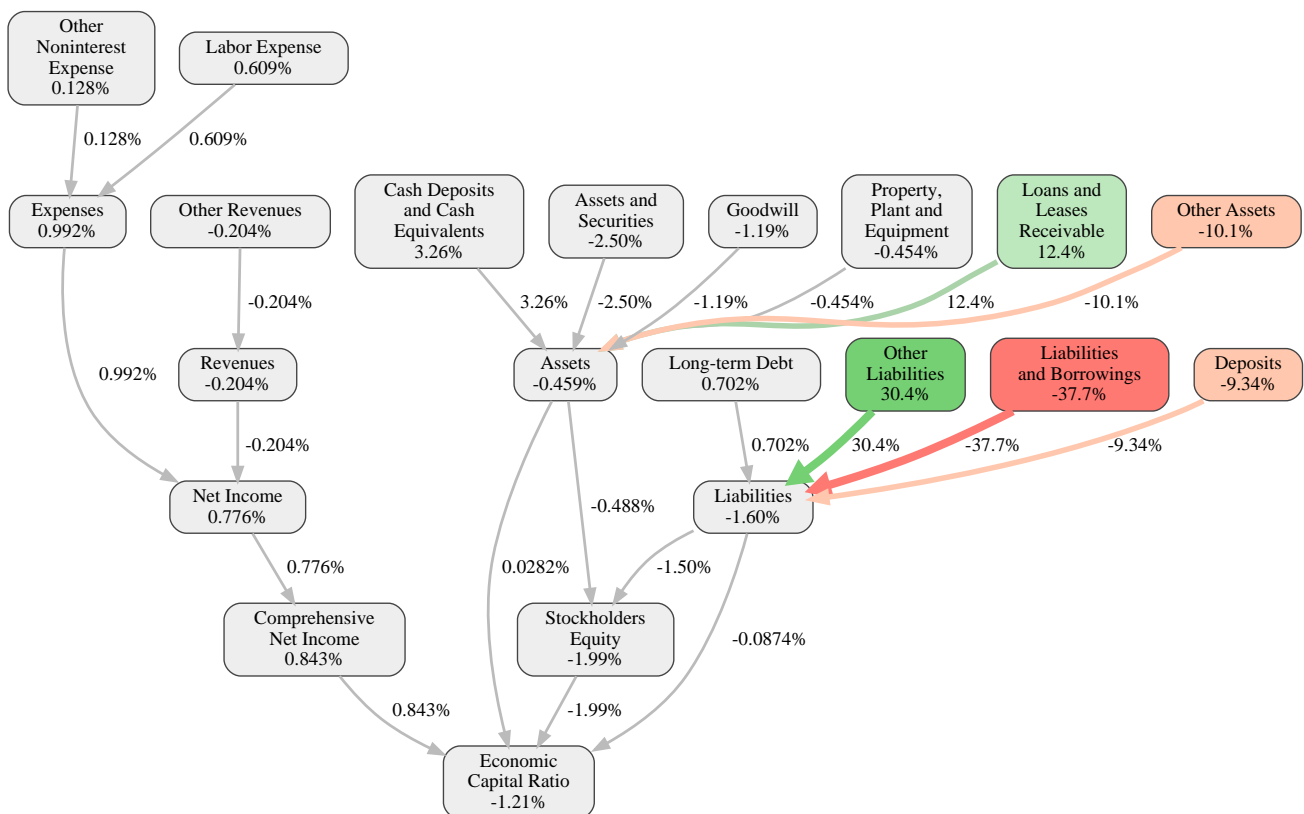 Other
Noninterest
Expense
0.128%
Labor Expense
0.609%
0.128%
0.609%
Expenses
0.992%
Other Revenues
-0.204%
Cash Deposits
and Cash
Equivalents
3.26%
Assets and
Securities
-2.50%
Goodwill
-1.19%
Property,
Plant and
Equipment
-0.454%
Loans and
Leases
Receivable
12.4%
Other Assets
-10.1%
-0.204%
3.26%
-2.50%
-1.19%
-0.454%
12.4%
-10.1%
0.992%
Revenues
-0.204%
Assets
-0.459%
Long-term Debt
0.702%
Other
Liabilities
30.4%
Liabilities
and Borrowings
-37.7%
Deposits
-9.34%
-0.204%
0.702%
30.4%
-37.7%
-9.34%
Net Income
0.776%
-0.488%
Liabilities
-1.60%
0.776%
0.0282%
-1.50%
Comprehensive
Net Income
0.843%
Stockholders
Equity
-1.99%
-0.0874%
0.843%
-1.99%
Economic
Capital Ratio
-1.21%